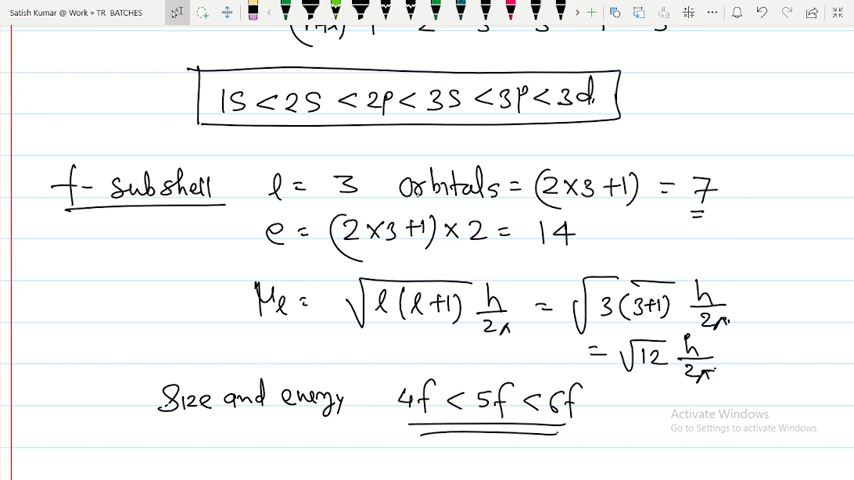 Satish Kumar @ Work » TR BATCHES
1S < 2S < 2p < 3S < 3p < 3d
f- subshell l = 3 orbitals = (2×3+1) = 7
e = (2×3+1)×2 = 14
μl = √l(l+1) h/2π = √3(3+1) h/2π
= √12 h/2π
Size and energy 4f < 5f < 6f
Activate Windows
Go to Settings to activate Windows.